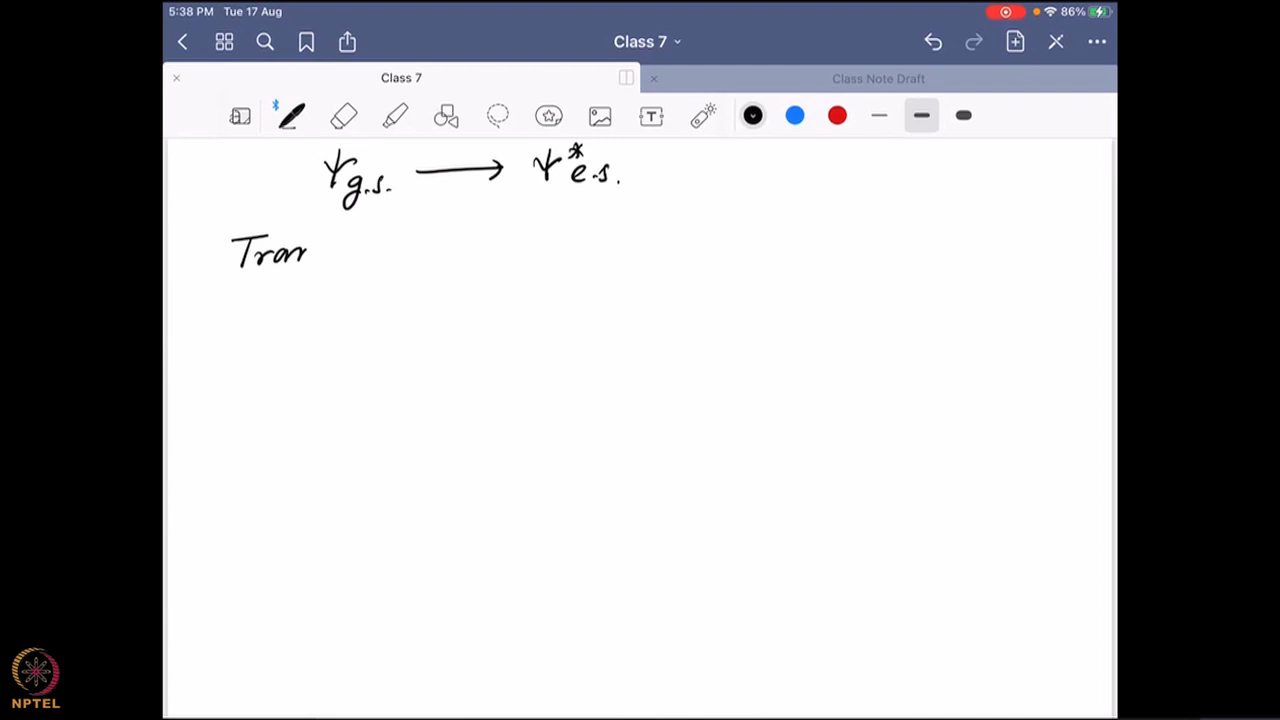 5:38 PM Tue 17 Aug 86%
Class 7
Class 7 Class Note Draft
T
Ψg.s. ⟶ Ψ*e.s.
Tran
NPTEL